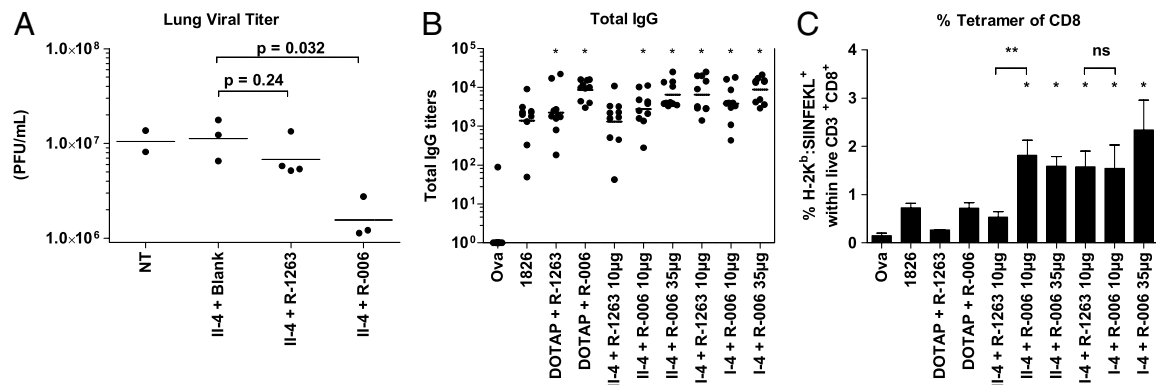 A
Lung Viral Titer
(PFU/mL)
1.0×10⁸
1.0×10⁷
1.0×10⁶
p = 0.032
p = 0.24
NT
II-4 + Blank
II-4 + R-1263
II-4 + R-006
B
Total IgG
Total IgG titers
10⁵
10⁴
10³
10²
10¹
10⁰
* * * * * * *
Ova
1826
DOTAP + R-1263
DOTAP + R-006
II-4 + R-1263 10µg
II-4 + R-006 10µg
II-4 + R-006 35µg
I-4 + R-1263 10µg
I-4 + R-006 10µg
I-4 + R-006 35µg
C
% Tetramer of CD8
% H-2Kᵇ:SIINFEKL⁺
within live CD3⁺CD8⁺
4
3
2
1
0
** ns
* * * * *
Ova
1826
DOTAP + R-1263
DOTAP + R-006
II-4 + R-1263 10µg
II-4 + R-006 10µg
II-4 + R-006 35µg
I-4 + R-1263 10µg
I-4 + R-006 10µg
I-4 + R-006 35µg